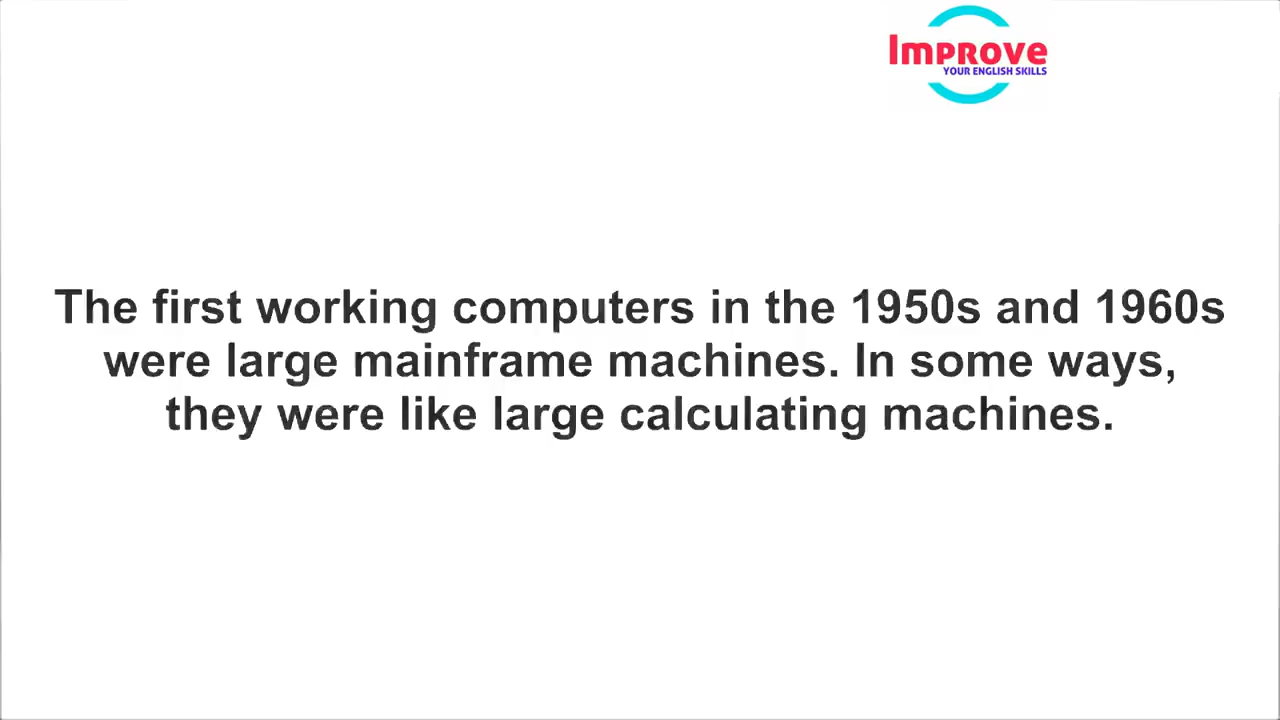 Improve
YOUR ENGLISH SKILLS
The first working computers in the 1950s and 1960s
were large mainframe machines. In some ways,
they were like large calculating machines.